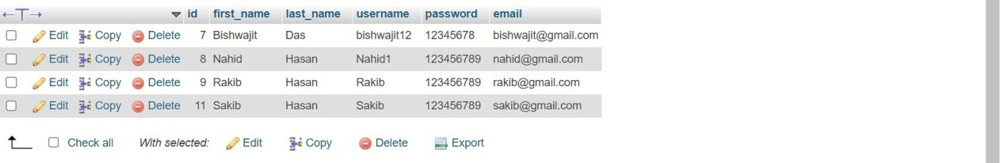 id first_name last_name username password email
Edit Copy Delete 7 Bishwajit Das bishwajit12 12345678 bishwajit@gmail.com
Edit Copy Delete 8 Nahid Hasan Nahid1 123456789 nahid@gmail.com
Edit Copy Delete 9 Rakib Hasan Rakib 123456789 rakib@gmail.com
Edit Copy Delete 11 Sakib Hasan Sakib 123456789 sakib@gmail.com
Check all With selected: Edit Copy Delete Export